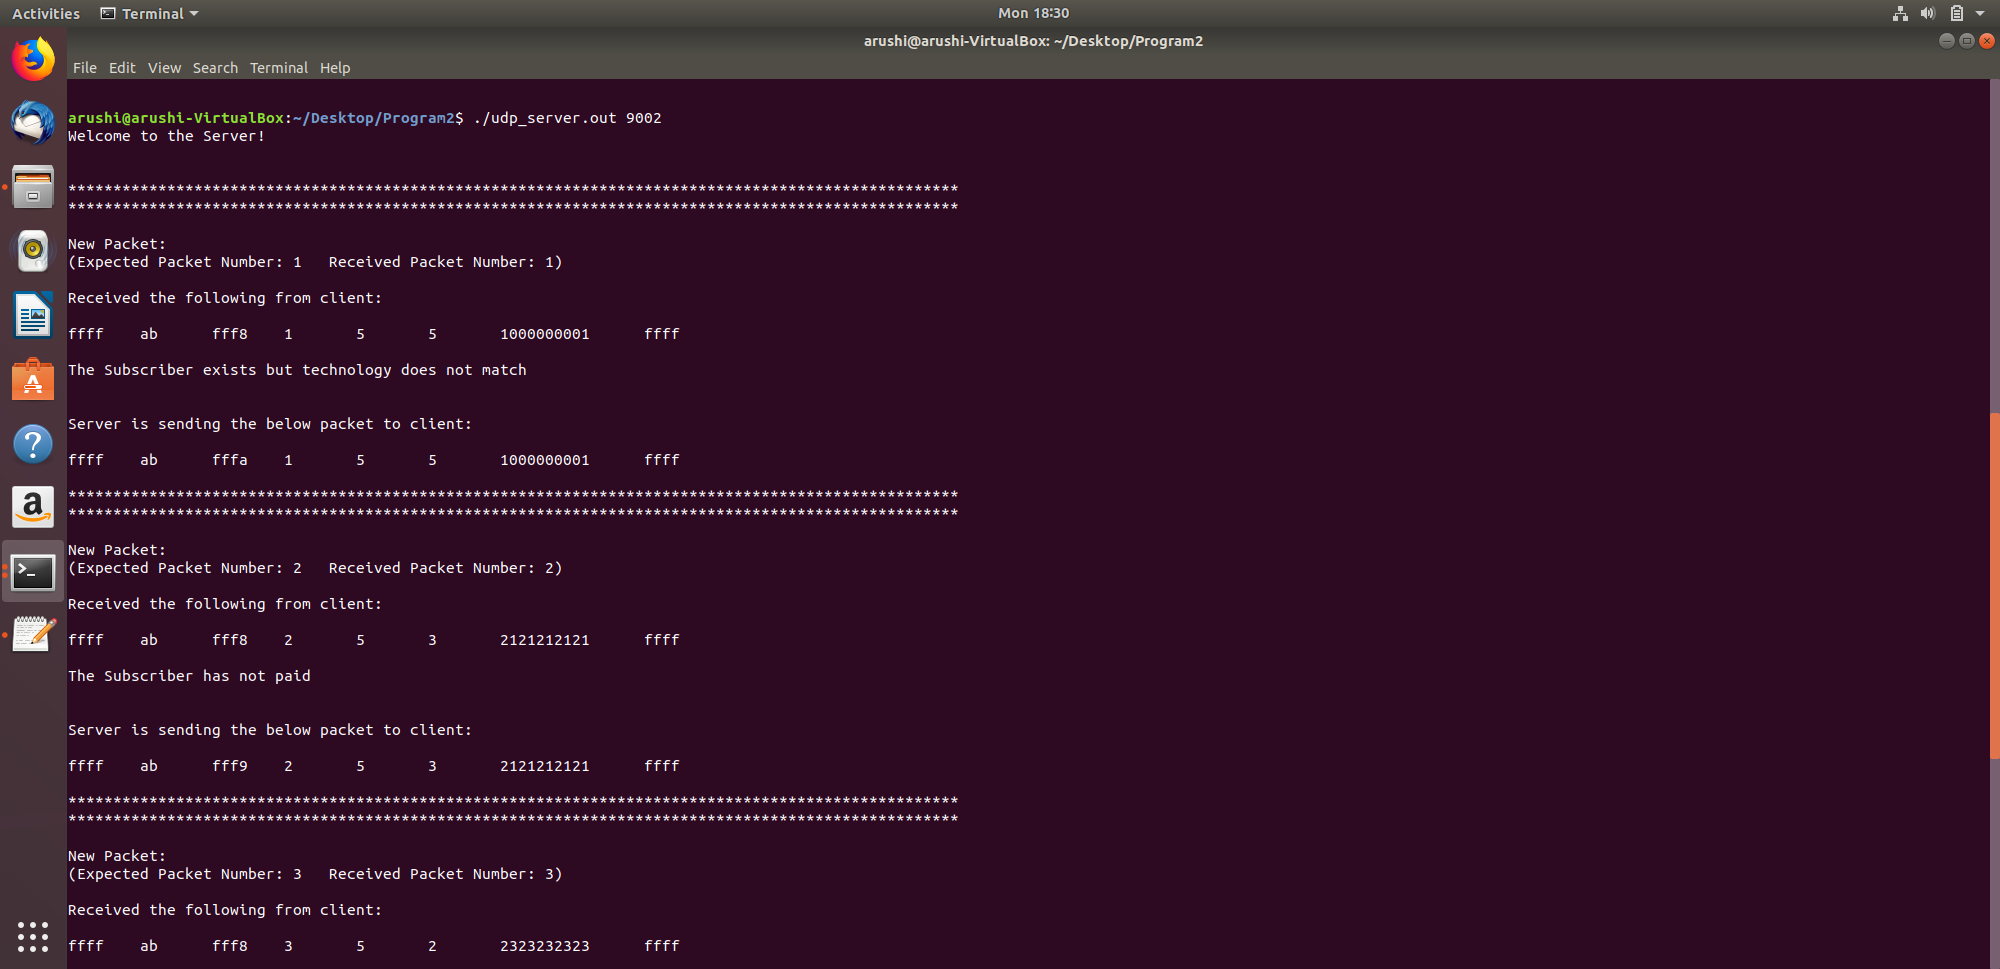 Activities Terminal Mon 18:30
arushi@arushi-VirtualBox: ~/Desktop/Program2
File Edit View Search Terminal Help
arushi@arushi-VirtualBox:~/Desktop/Program2$ ./udp_server.out 9002
Welcome to the Server!
***************************************************************************************************
***************************************************************************************************
New Packet:
(Expected Packet Number: 1   Received Packet Number: 1)
Received the following from client:
ffff    ab      fff8    1       5       5       1000000001      ffff
The Subscriber exists but technology does not match
Server is sending the below packet to client:
ffff    ab      fffa    1       5       5       1000000001      ffff
***************************************************************************************************
***************************************************************************************************
New Packet:
(Expected Packet Number: 2   Received Packet Number: 2)
Received the following from client:
ffff    ab      fff8    2       5       3       2121212121      ffff
The Subscriber has not paid
Server is sending the below packet to client:
ffff    ab      fff9    2       5       3       2121212121      ffff
***************************************************************************************************
***************************************************************************************************
New Packet:
(Expected Packet Number: 3   Received Packet Number: 3)
Received the following from client:
ffff    ab      fff8    3       5       2       2323232323      ffff